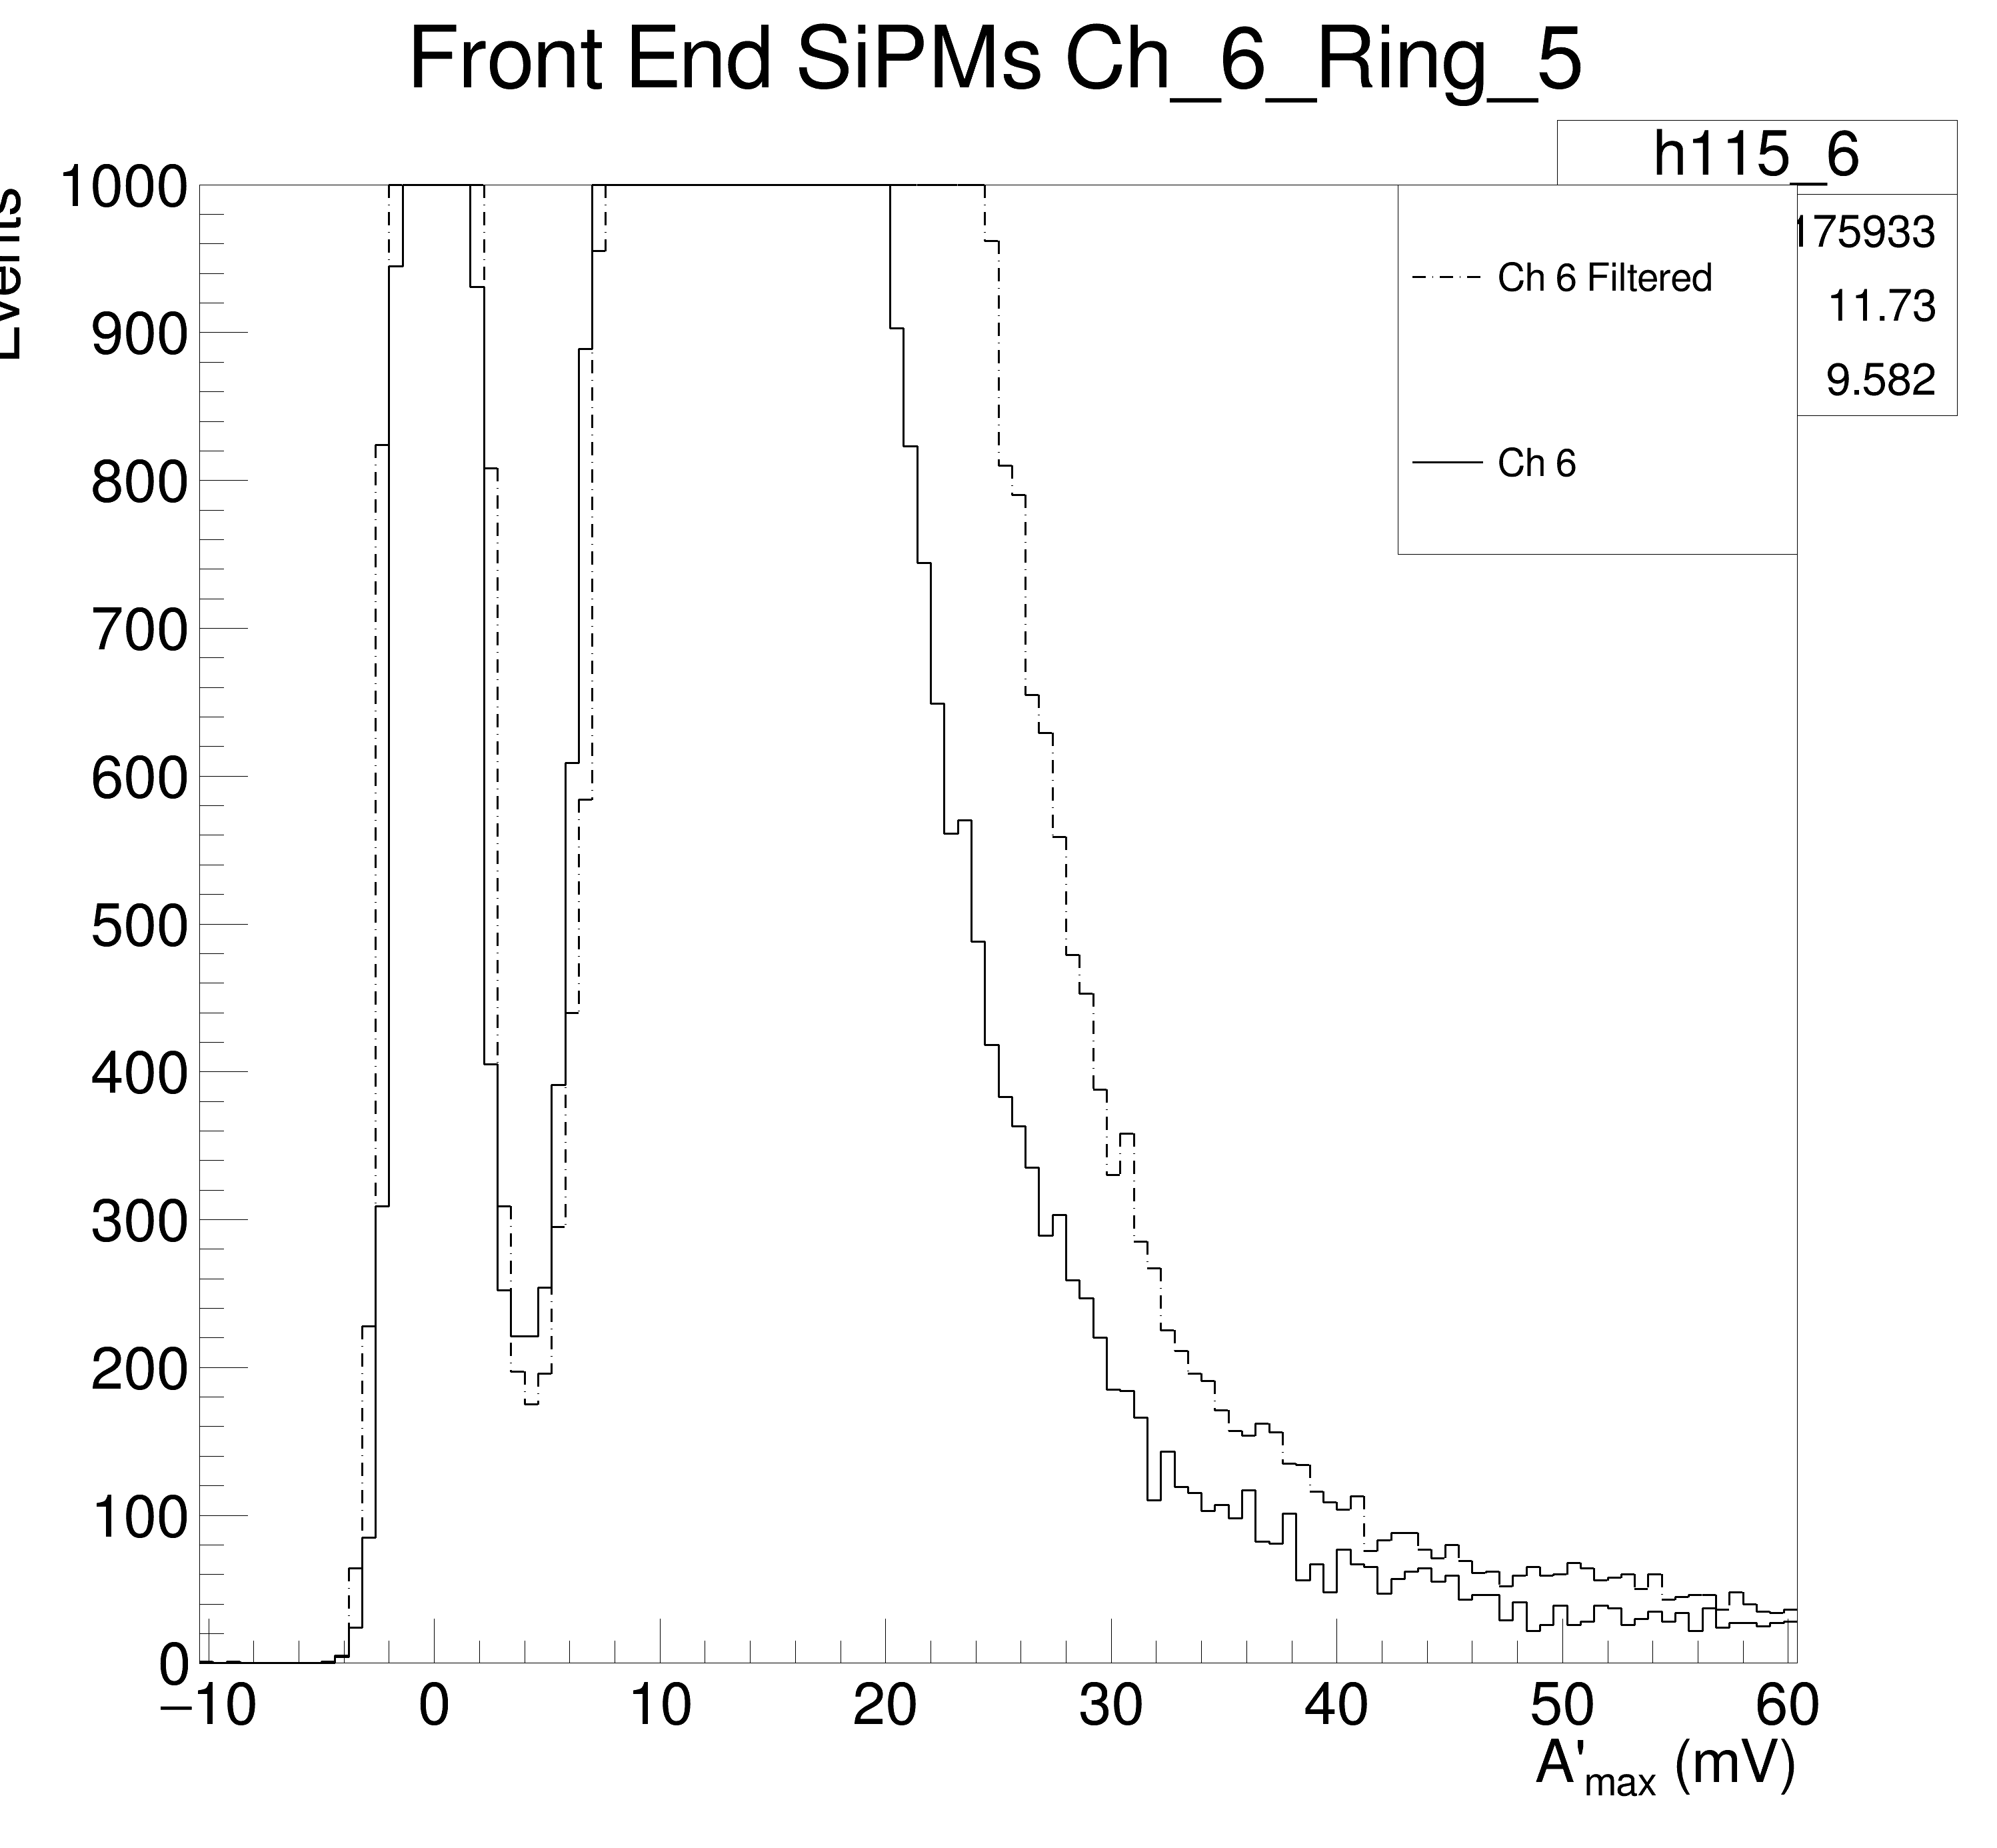 Front End SiPMs Ch_6_Ring_5
h115_6
175933
11.73
9.582
Ch 6 Filtered
Ch 6
Events
1000
900
800
700
600
500
400
300
200
100
0
−10 0 10 20 30 40 50 60
A'max (mV)